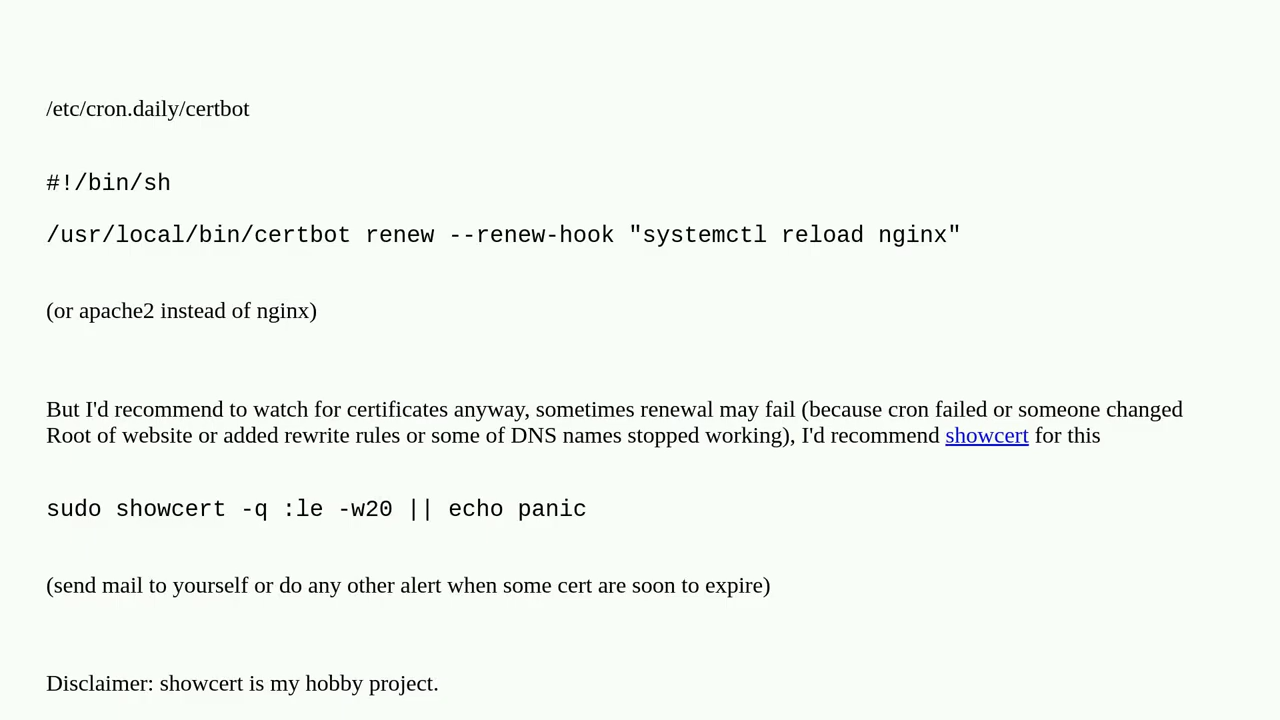 /etc/cron.daily/certbot
#!/bin/sh
/usr/local/bin/certbot renew --renew-hook "systemctl reload nginx"
(or apache2 instead of nginx)
But I'd recommend to watch for certificates anyway, sometimes renewal may fail (because cron failed or someone changed
Root of website or added rewrite rules or some of DNS names stopped working), I'd recommend showcert for this
sudo showcert -q :le -w20 || echo panic
(send mail to yourself or do any other alert when some cert are soon to expire)
Disclaimer: showcert is my hobby project.